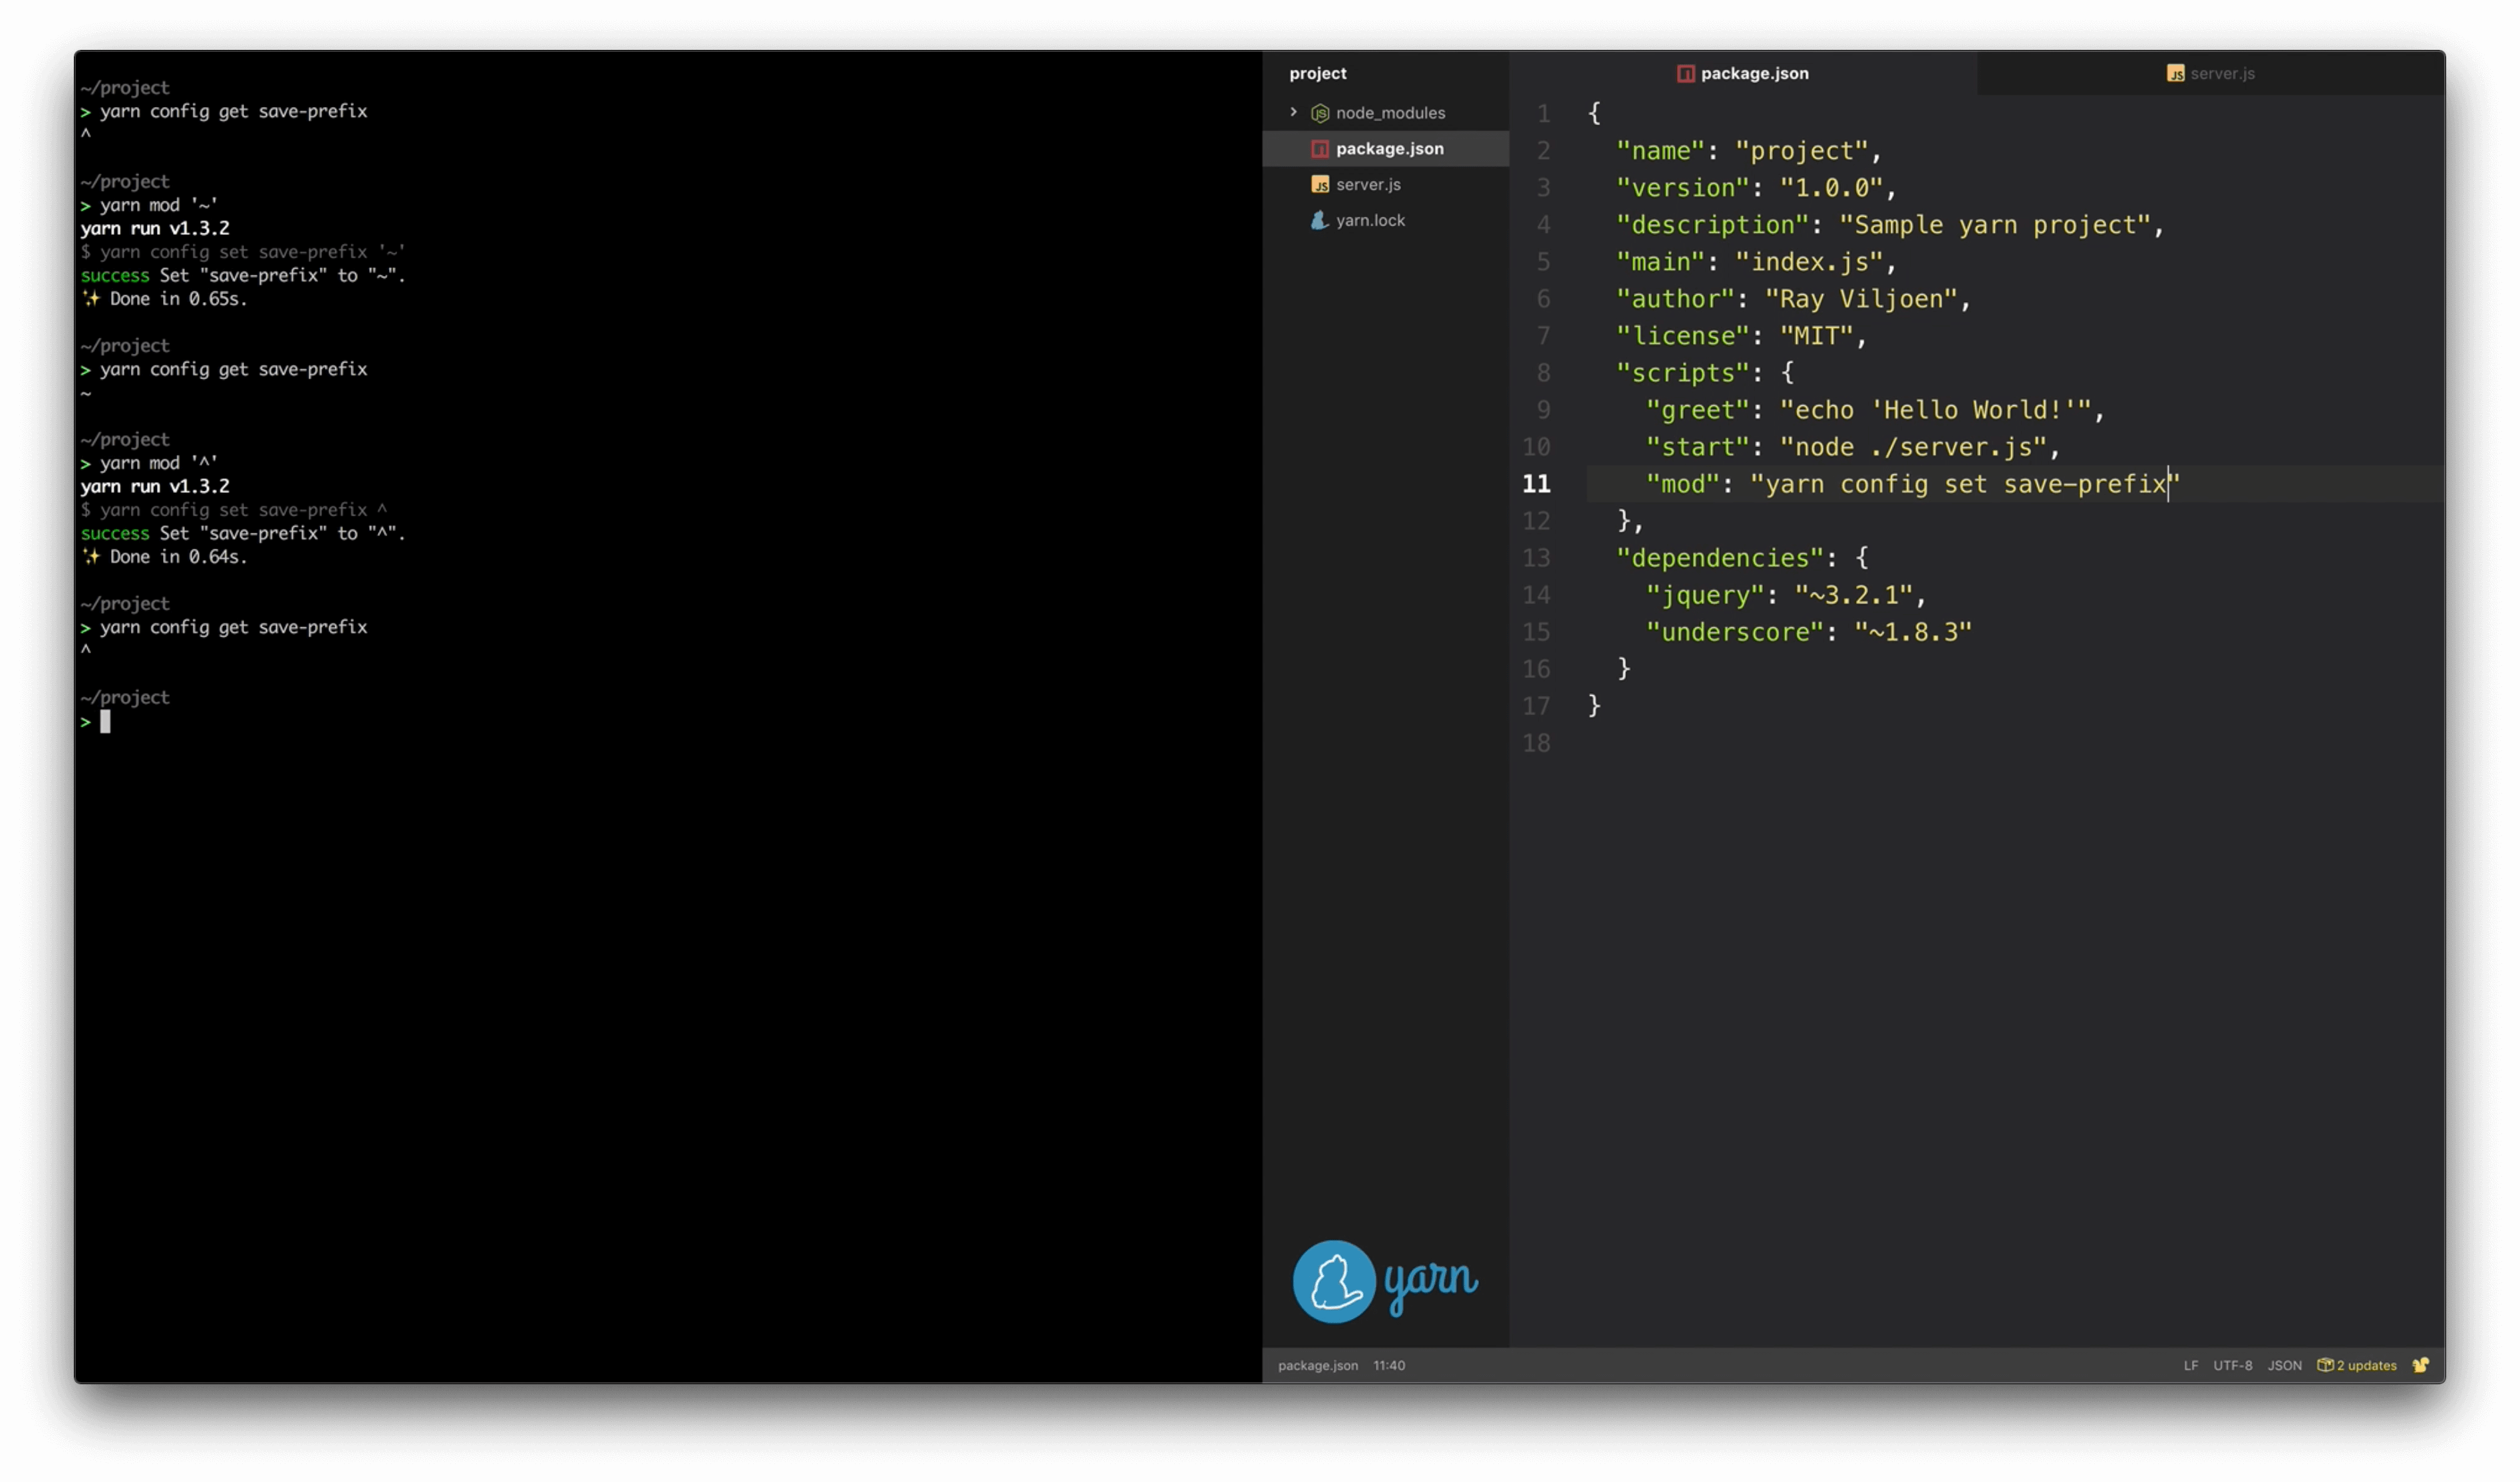 ~/project
> yarn config get save-prefix
^
~/project
> yarn mod '~'
yarn run v1.3.2
$ yarn config set save-prefix '~'
success Set "save-prefix" to "~".
✨ Done in 0.65s.
~/project
> yarn config get save-prefix
~
~/project
> yarn mod '^'
yarn run v1.3.2
$ yarn config set save-prefix ^
success Set "save-prefix" to "^".
✨ Done in 0.64s.
~/project
> yarn config get save-prefix
^
~/project
>
project
node_modules
package.json
JS server.js
yarn.lock
yarn
package.json
JS server.js
1 {
2 "name": "project",
3 "version": "1.0.0",
4 "description": "Sample yarn project",
5 "main": "index.js",
6 "author": "Ray Viljoen",
7 "license": "MIT",
8 "scripts": {
9 "greet": "echo 'Hello World!'",
10 "start": "node ./server.js",
11 "mod": "yarn config set save-prefix"
12 },
13 "dependencies": {
14 "jquery": "~3.2.1",
15 "underscore": "~1.8.3"
16 }
17 }
18
package.json 11:40
LF UTF-8 JSON 2 updates